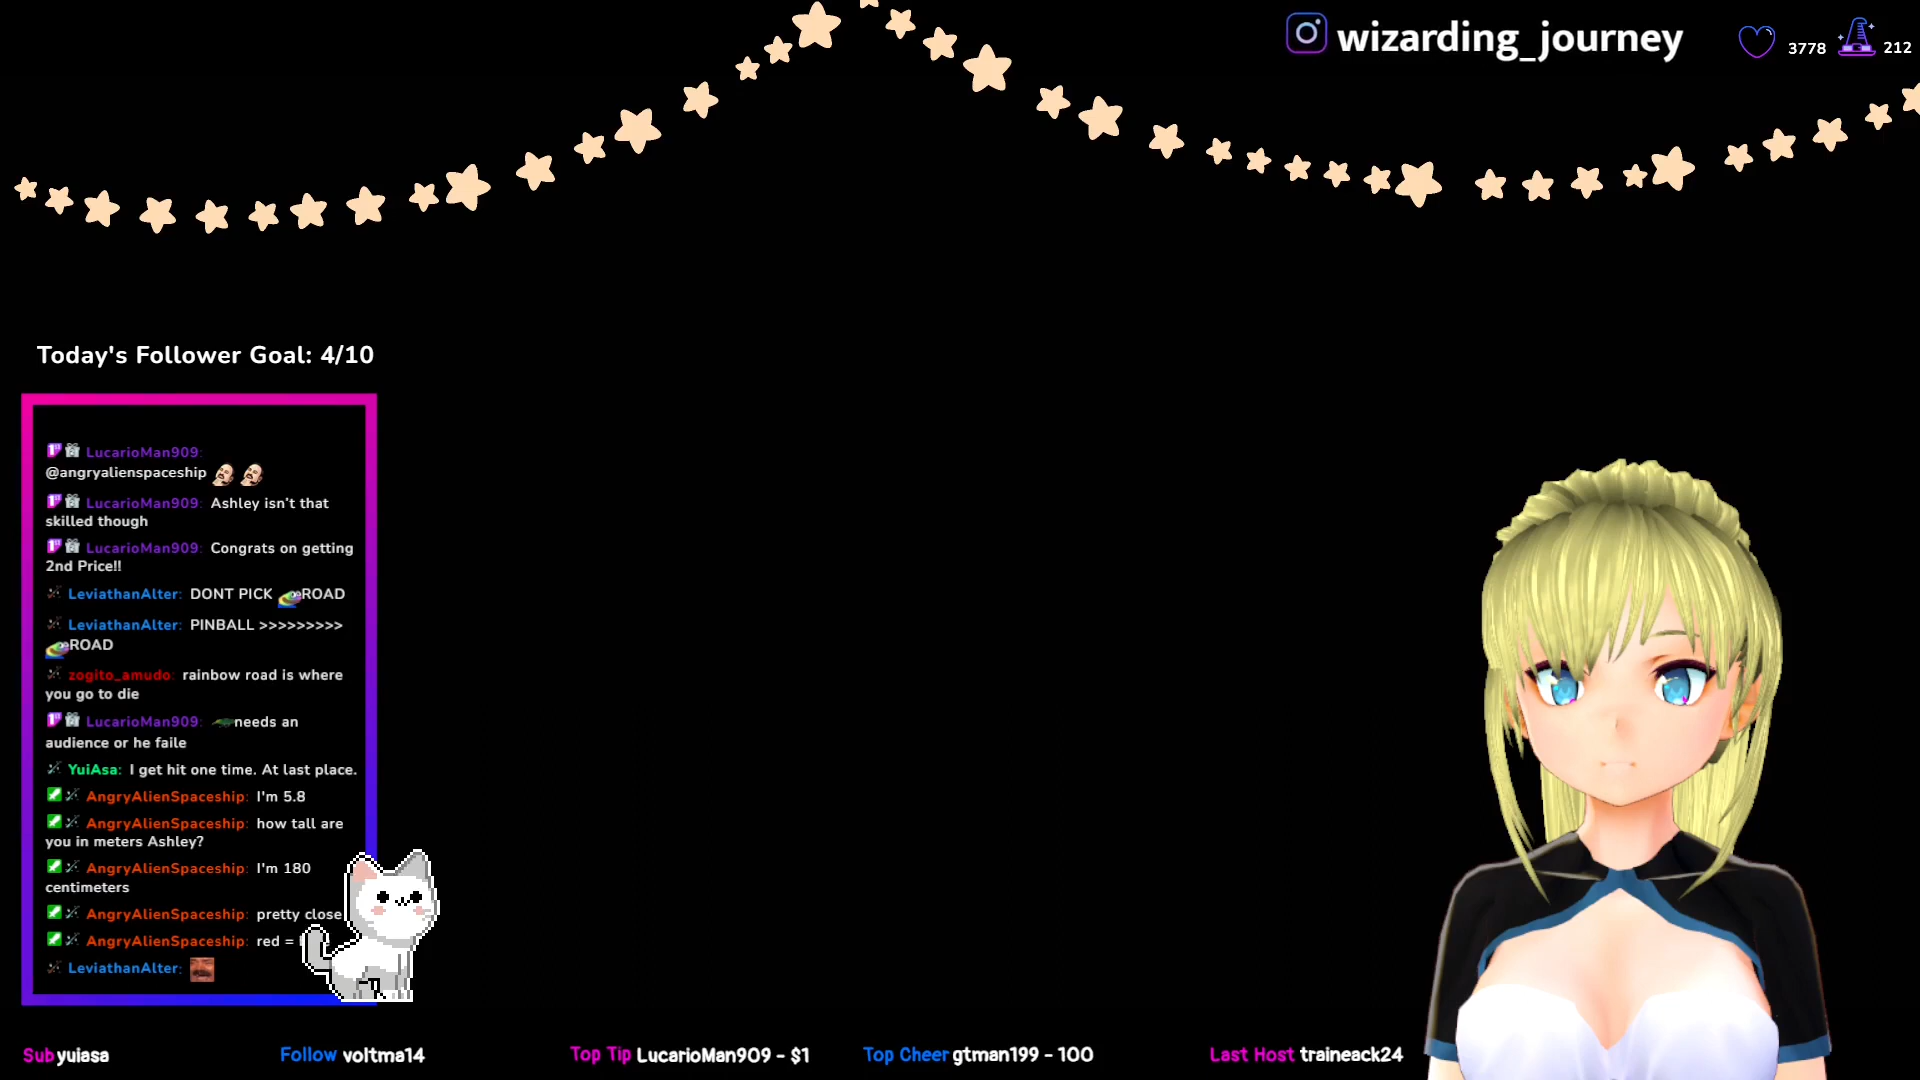 wizarding_journey
3778
212
Today's Follower Goal: 4/10
LucarioMan909:
@angryalienspaceship
LucarioMan909: Ashley isn't that
skilled though
LucarioMan909: Congrats on getting
2nd Price!!
LeviathanAlter: DONT PICK ROAD
LeviathanAlter: PINBALL >>>>>>>>>
ROAD
zogito_amudo: rainbow road is where
you go to die
LucarioMan909: needs an
audience or he faile
YuiAsa: I get hit one time. At last place.
AngryAlienSpaceship: I'm 5.8
AngryAlienSpaceship: how tall are
you in meters Ashley?
AngryAlienSpaceship: I'm 180
centimeters
AngryAlienSpaceship: pretty close
AngryAlienSpaceship: red =
LeviathanAlter:
Sub yuiasa
Follow voltma14
Top Tip LucarioMan909 - $1
Top Cheer gtman199 - 100
Last Host traineack24